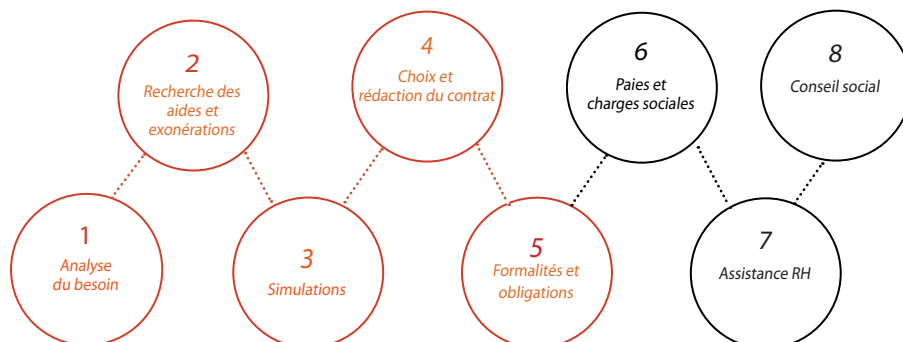 1
Analyse
du besoin
2
Recherche des
aides et
exonérations
3
Simulations
4
Choix et
rédaction du contrat
5
Formalités et
obligations
6
Paies et
charges sociales
7
Assistance RH
8
Conseil social